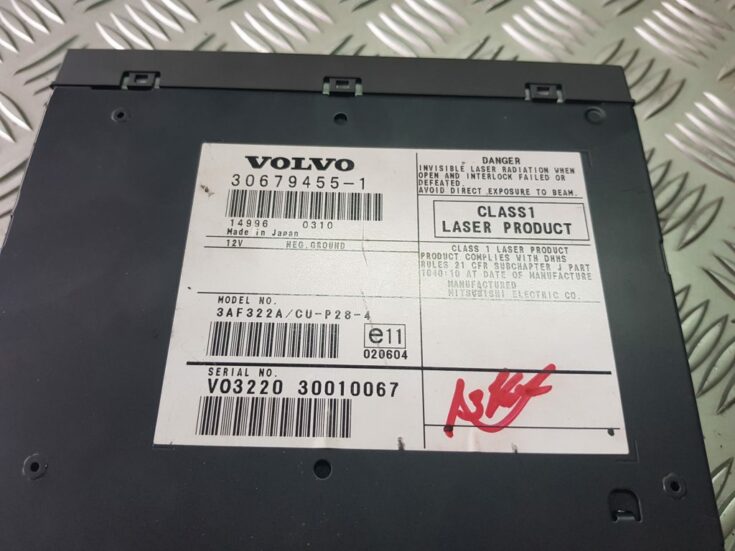 VOLVO
30679455-1
14996 0310
Made in Japan
12V NEG.GROUND
MODEL NO.
3AF322A/CU-P28-4
e11
020604
SERIAL NO.
VO3220 30010067
DANGER
INVISIBLE LASER RADIATION WHEN
OPEN AND INTERLOCK FAILED OR
DEFEATED.
AVOID DIRECT EXPOSURE TO BEAM.
CLASS1
LASER PRODUCT
CLASS 1 LASER PRODUCT
PRODUCT COMPLIES WITH DHHS
RULES 21 CFR SUBCHAPTER J PART
1040·10 AT DATE OF MANUFACTURE
MANUFACTURED
MITSUBISHI ELECTRIC CO.